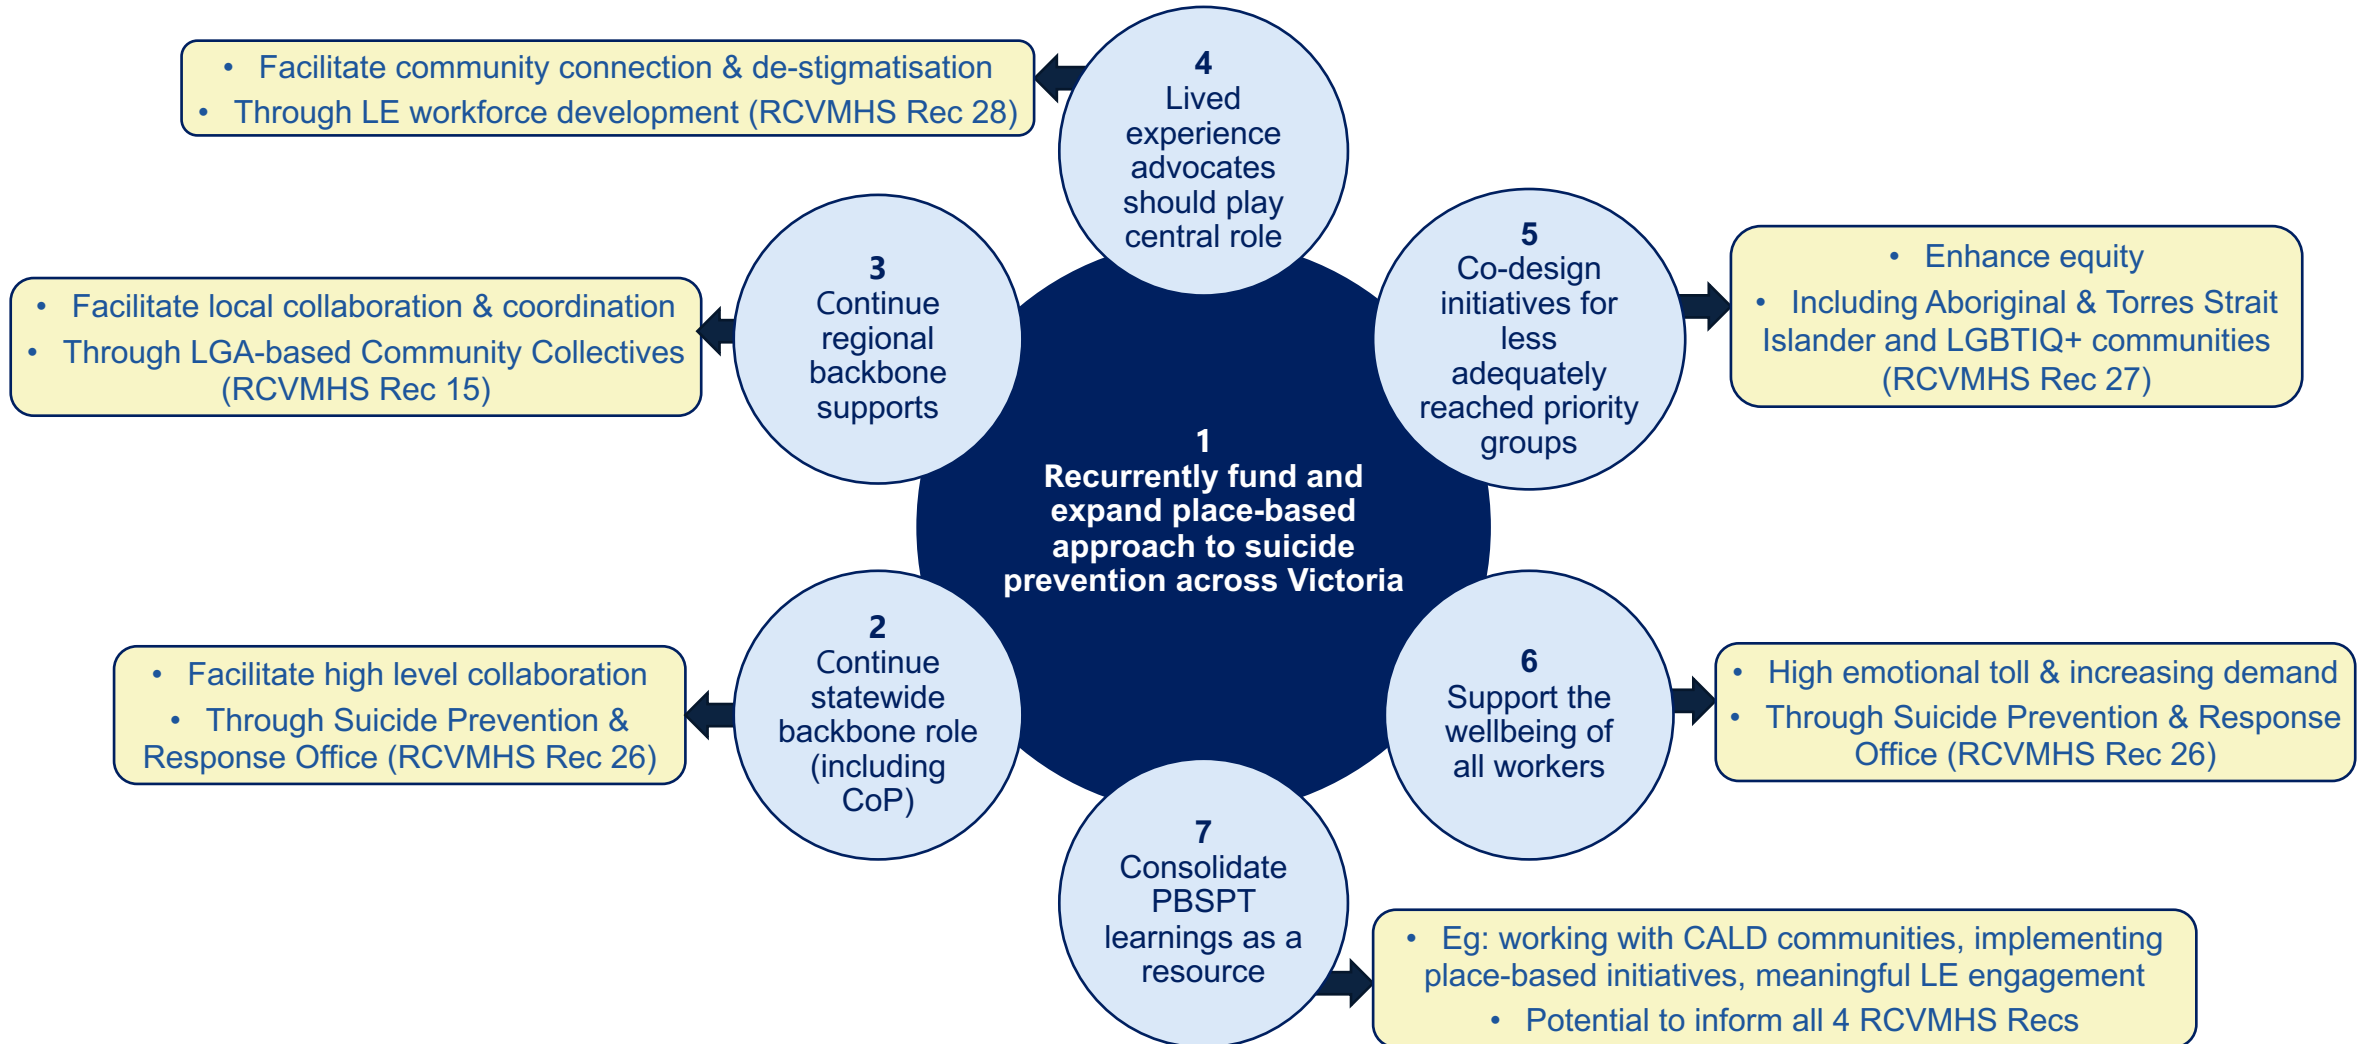 • Facilitate community connection & de-stigmatisation
• Through LE workforce development (RCVMHS Rec 28)
4
Lived
experience
advocates
should play
central role
3
Continue
regional
backbone
supports
• Facilitate local collaboration & coordination
• Through LGA-based Community Collectives
(RCVMHS Rec 15)
5
Co-design
initiatives for
less
adequately
reached priority
groups
• Enhance equity
• Including Aboriginal & Torres Strait
Islander and LGBTIQ+ communities
(RCVMHS Rec 27)
1
Recurrently fund and
expand place-based
approach to suicide
prevention across Victoria
2
Continue
statewide
backbone role
(including
CoP)
• Facilitate high level collaboration
• Through Suicide Prevention &
Response Office (RCVMHS Rec 26)
6
Support the
wellbeing of
all workers
• High emotional toll & increasing demand
• Through Suicide Prevention & Response
Office (RCVMHS Rec 26)
7
Consolidate
PBSPT
learnings as a
resource
• Eg: working with CALD communities, implementing
place-based initiatives, meaningful LE engagement
• Potential to inform all 4 RCVMHS Recs